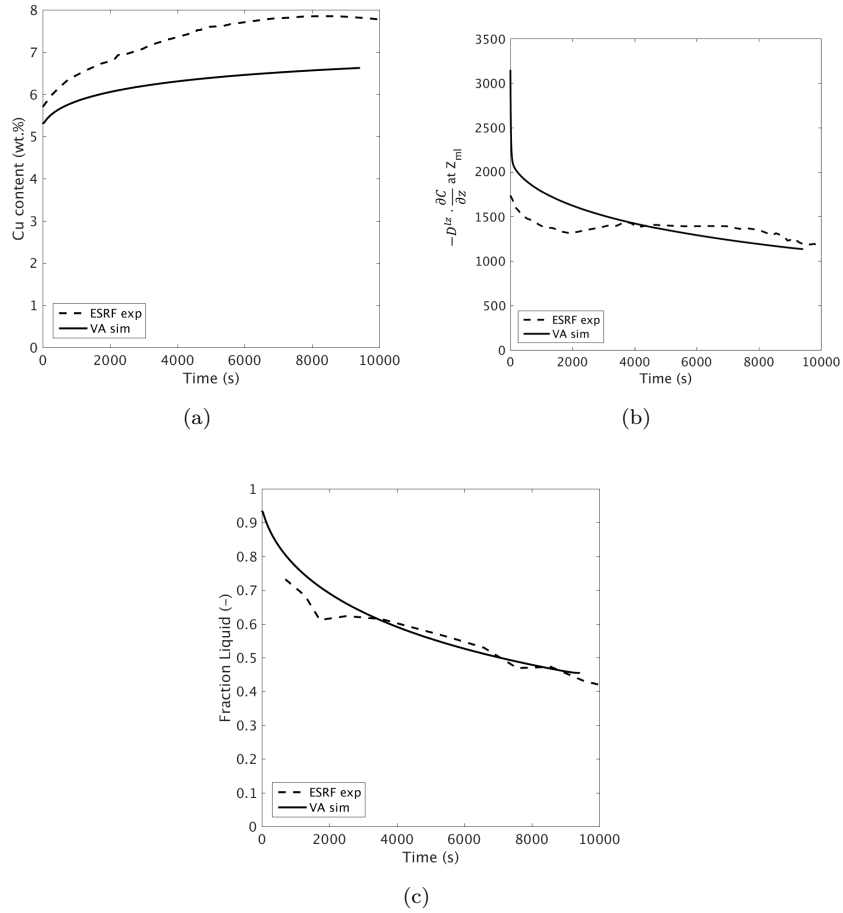 8
7
6
5
4
3
2
1
0
Cu content (wt.%)
ESRF exp
VA sim
0 2000 4000 6000 8000 10000
Time (s)
(a)
3500
3000
2500
2000
1500
1000
500
0
−D^{lz} · ∂C/∂z at Z_{ml}
ESRF exp
VA sim
0 2000 4000 6000 8000 10000
Time (s)
(b)
1
0.9
0.8
0.7
0.6
0.5
0.4
0.3
0.2
0.1
0
Fraction Liquid (–)
ESRF exp
VA sim
0 2000 4000 6000 8000 10000
Time (s)
(c)